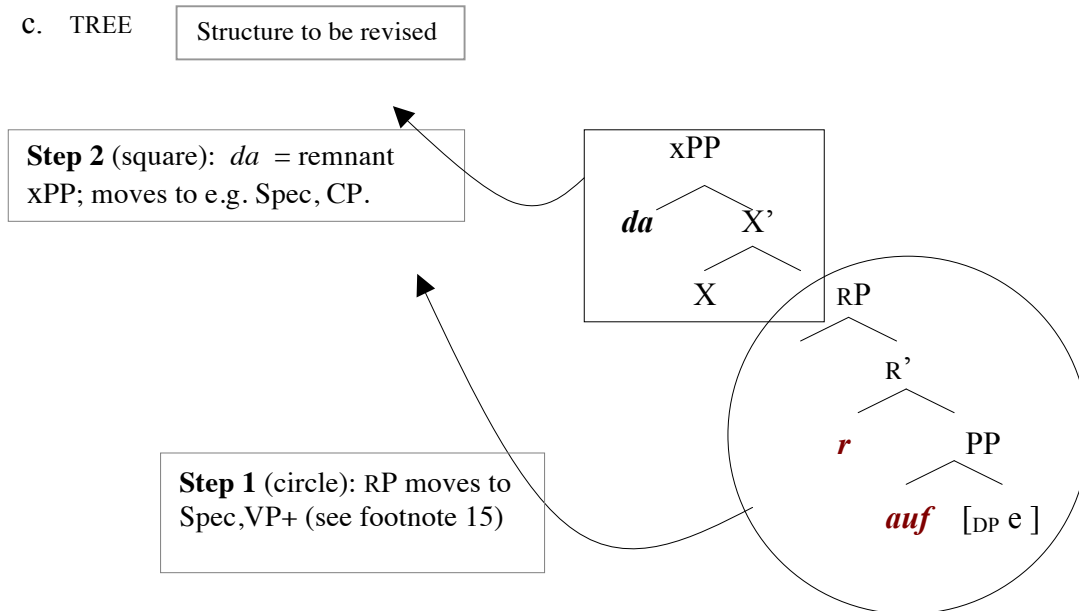 c. TREE
Structure to be revised
Step 2 (square): da = remnant
xPP; moves to e.g. Spec, CP.
xPP
da X’
X RP
R’
r PP
auf [DP e ]
Step 1 (circle): RP moves to
Spec,VP+ (see footnote 15)